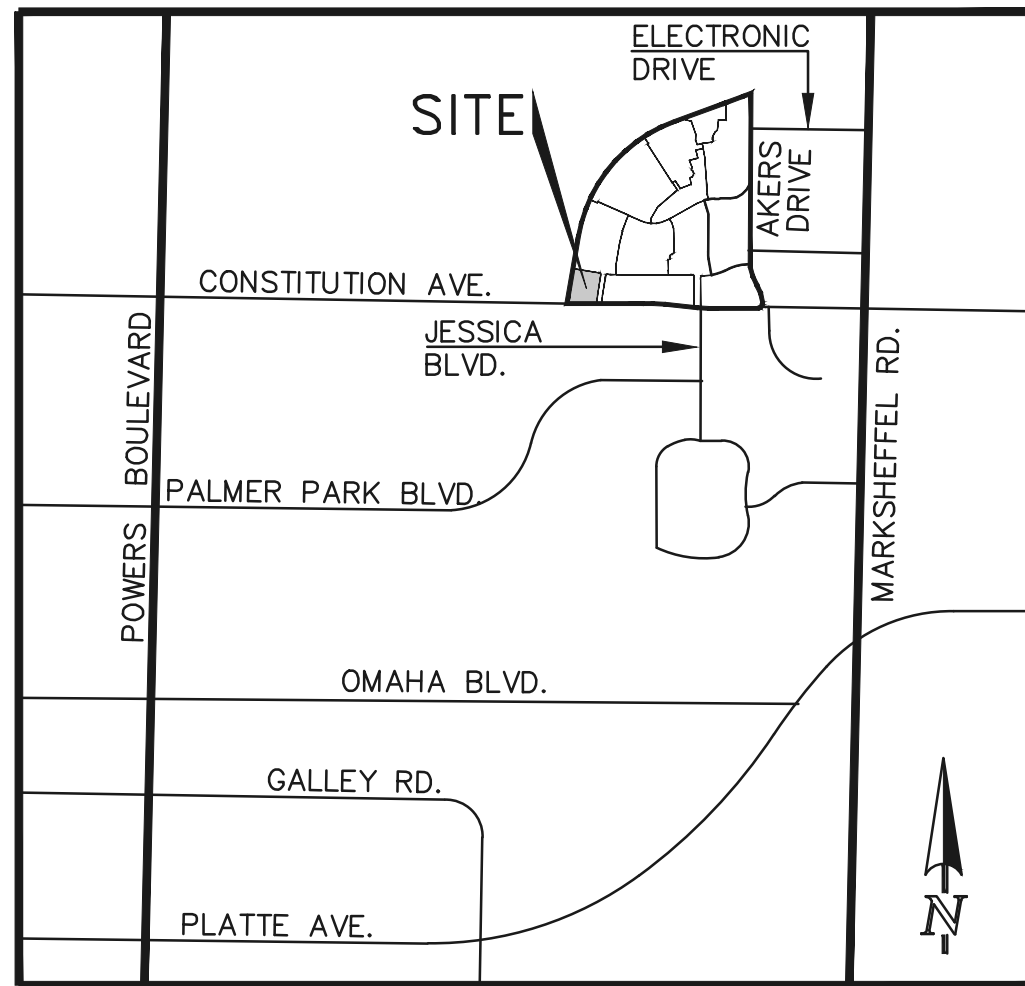 ELECTRONIC
DRIVE
SITE
AKERS
DRIVE
CONSTITUTION AVE.
JESSICA
BLVD.
POWERS BOULEVARD
MARKSHEFFEL RD.
PALMER PARK BLVD.
OMAHA BLVD.
GALLEY RD.
PLATTE AVE.
N